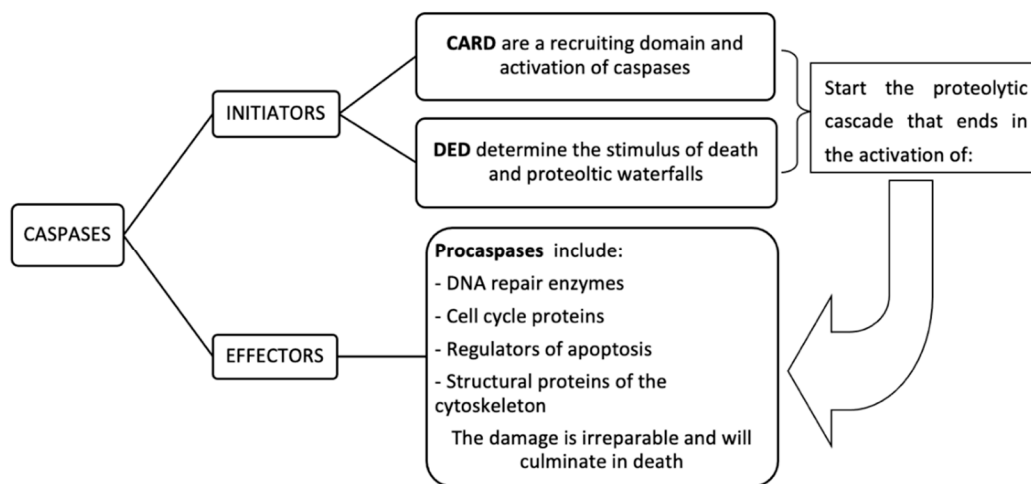 CASPASES
INITIATORS
CARD are a recruiting domain and
activation of caspases
DED determine the stimulus of death
and proteoltic waterfalls
Start the proteolytic
cascade that ends in
the activation of:
EFFECTORS
Procaspases include:
- DNA repair enzymes
- Cell cycle proteins
- Regulators of apoptosis
- Structural proteins of the
cytoskeleton
The damage is irreparable and will
culminate in death